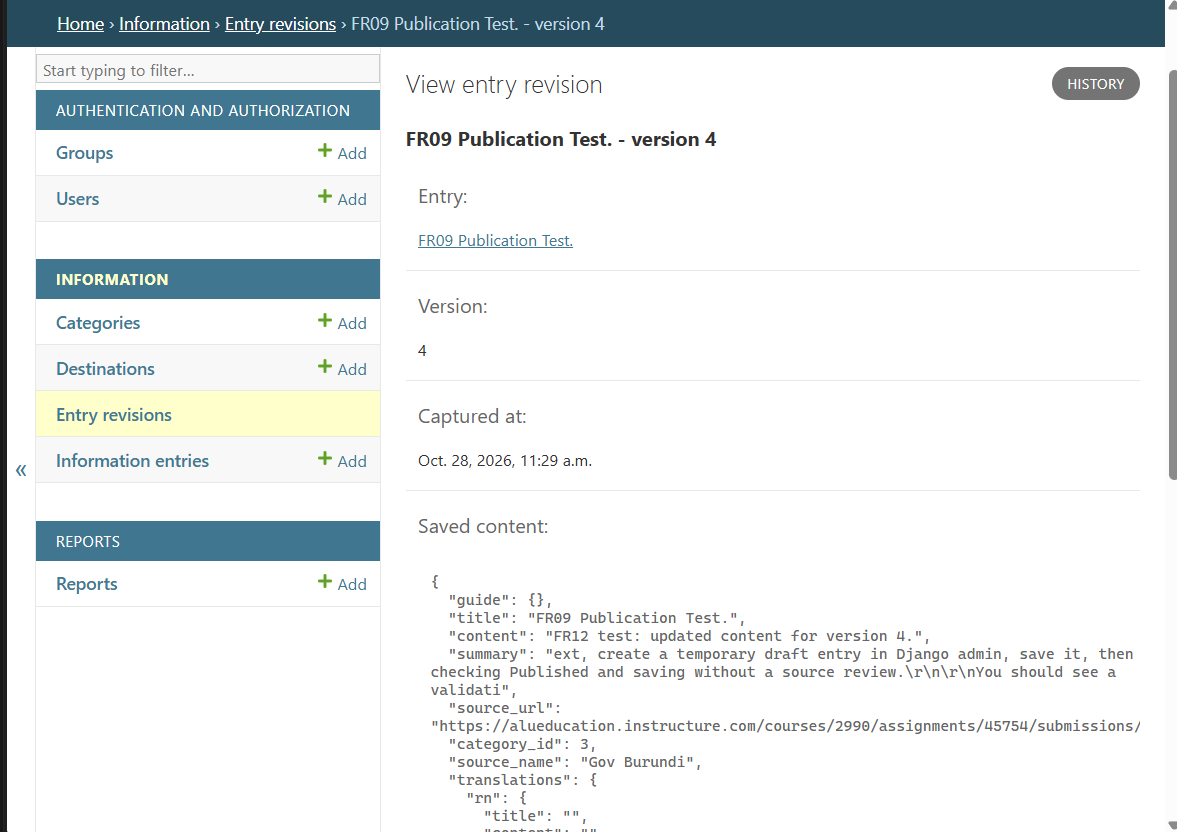 Home › Information › Entry revisions › FR09 Publication Test. - version 4
Start typing to filter...
AUTHENTICATION AND AUTHORIZATION
Groups + Add
Users + Add
INFORMATION
Categories + Add
Destinations + Add
Entry revisions
Information entries + Add
REPORTS
Reports + Add
«
View entry revision
HISTORY
FR09 Publication Test. - version 4
Entry:
FR09 Publication Test.
Version:
4
Captured at:
Oct. 28, 2026, 11:29 a.m.
Saved content:
{
"guide": {},
"title": "FR09 Publication Test.",
"content": "FR12 test: updated content for version 4.",
"summary": "ext, create a temporary draft entry in Django admin, save it, then
checking Published and saving without a source review.\r\n\r\nYou should see a
validati",
"source_url":
"https://alueducation.instructure.com/courses/2990/assignments/45754/submissions/
"category_id": 3,
"source_name": "Gov Burundi",
"translations": {
"rn": {
"title": "",
"content": ""